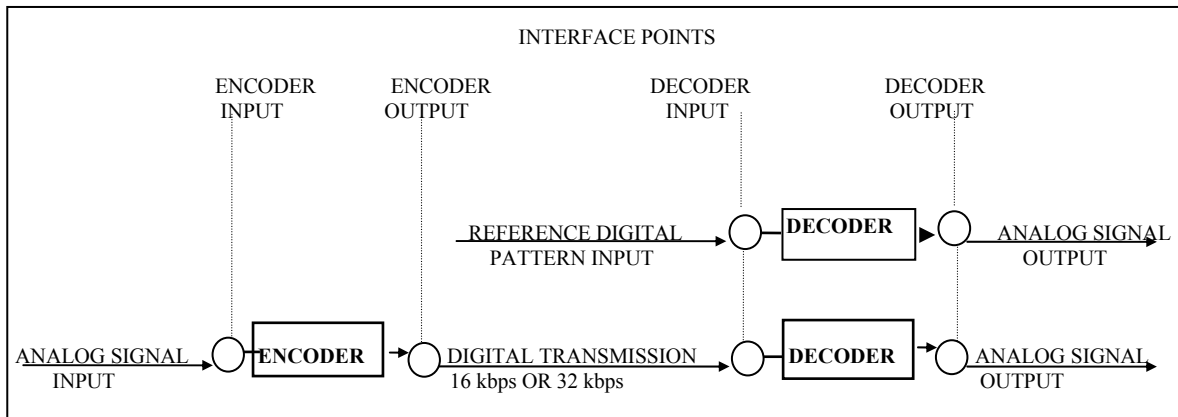 INTERFACE POINTS
ENCODER INPUT
ENCODER OUTPUT
DECODER INPUT
DECODER OUTPUT
REFERENCE DIGITAL
PATTERN INPUT
DECODER
ANALOG SIGNAL
OUTPUT
ANALOG SIGNAL
INPUT
ENCODER
DIGITAL TRANSMISSION
16 kbps OR 32 kbps
DECODER
ANALOG SIGNAL
OUTPUT